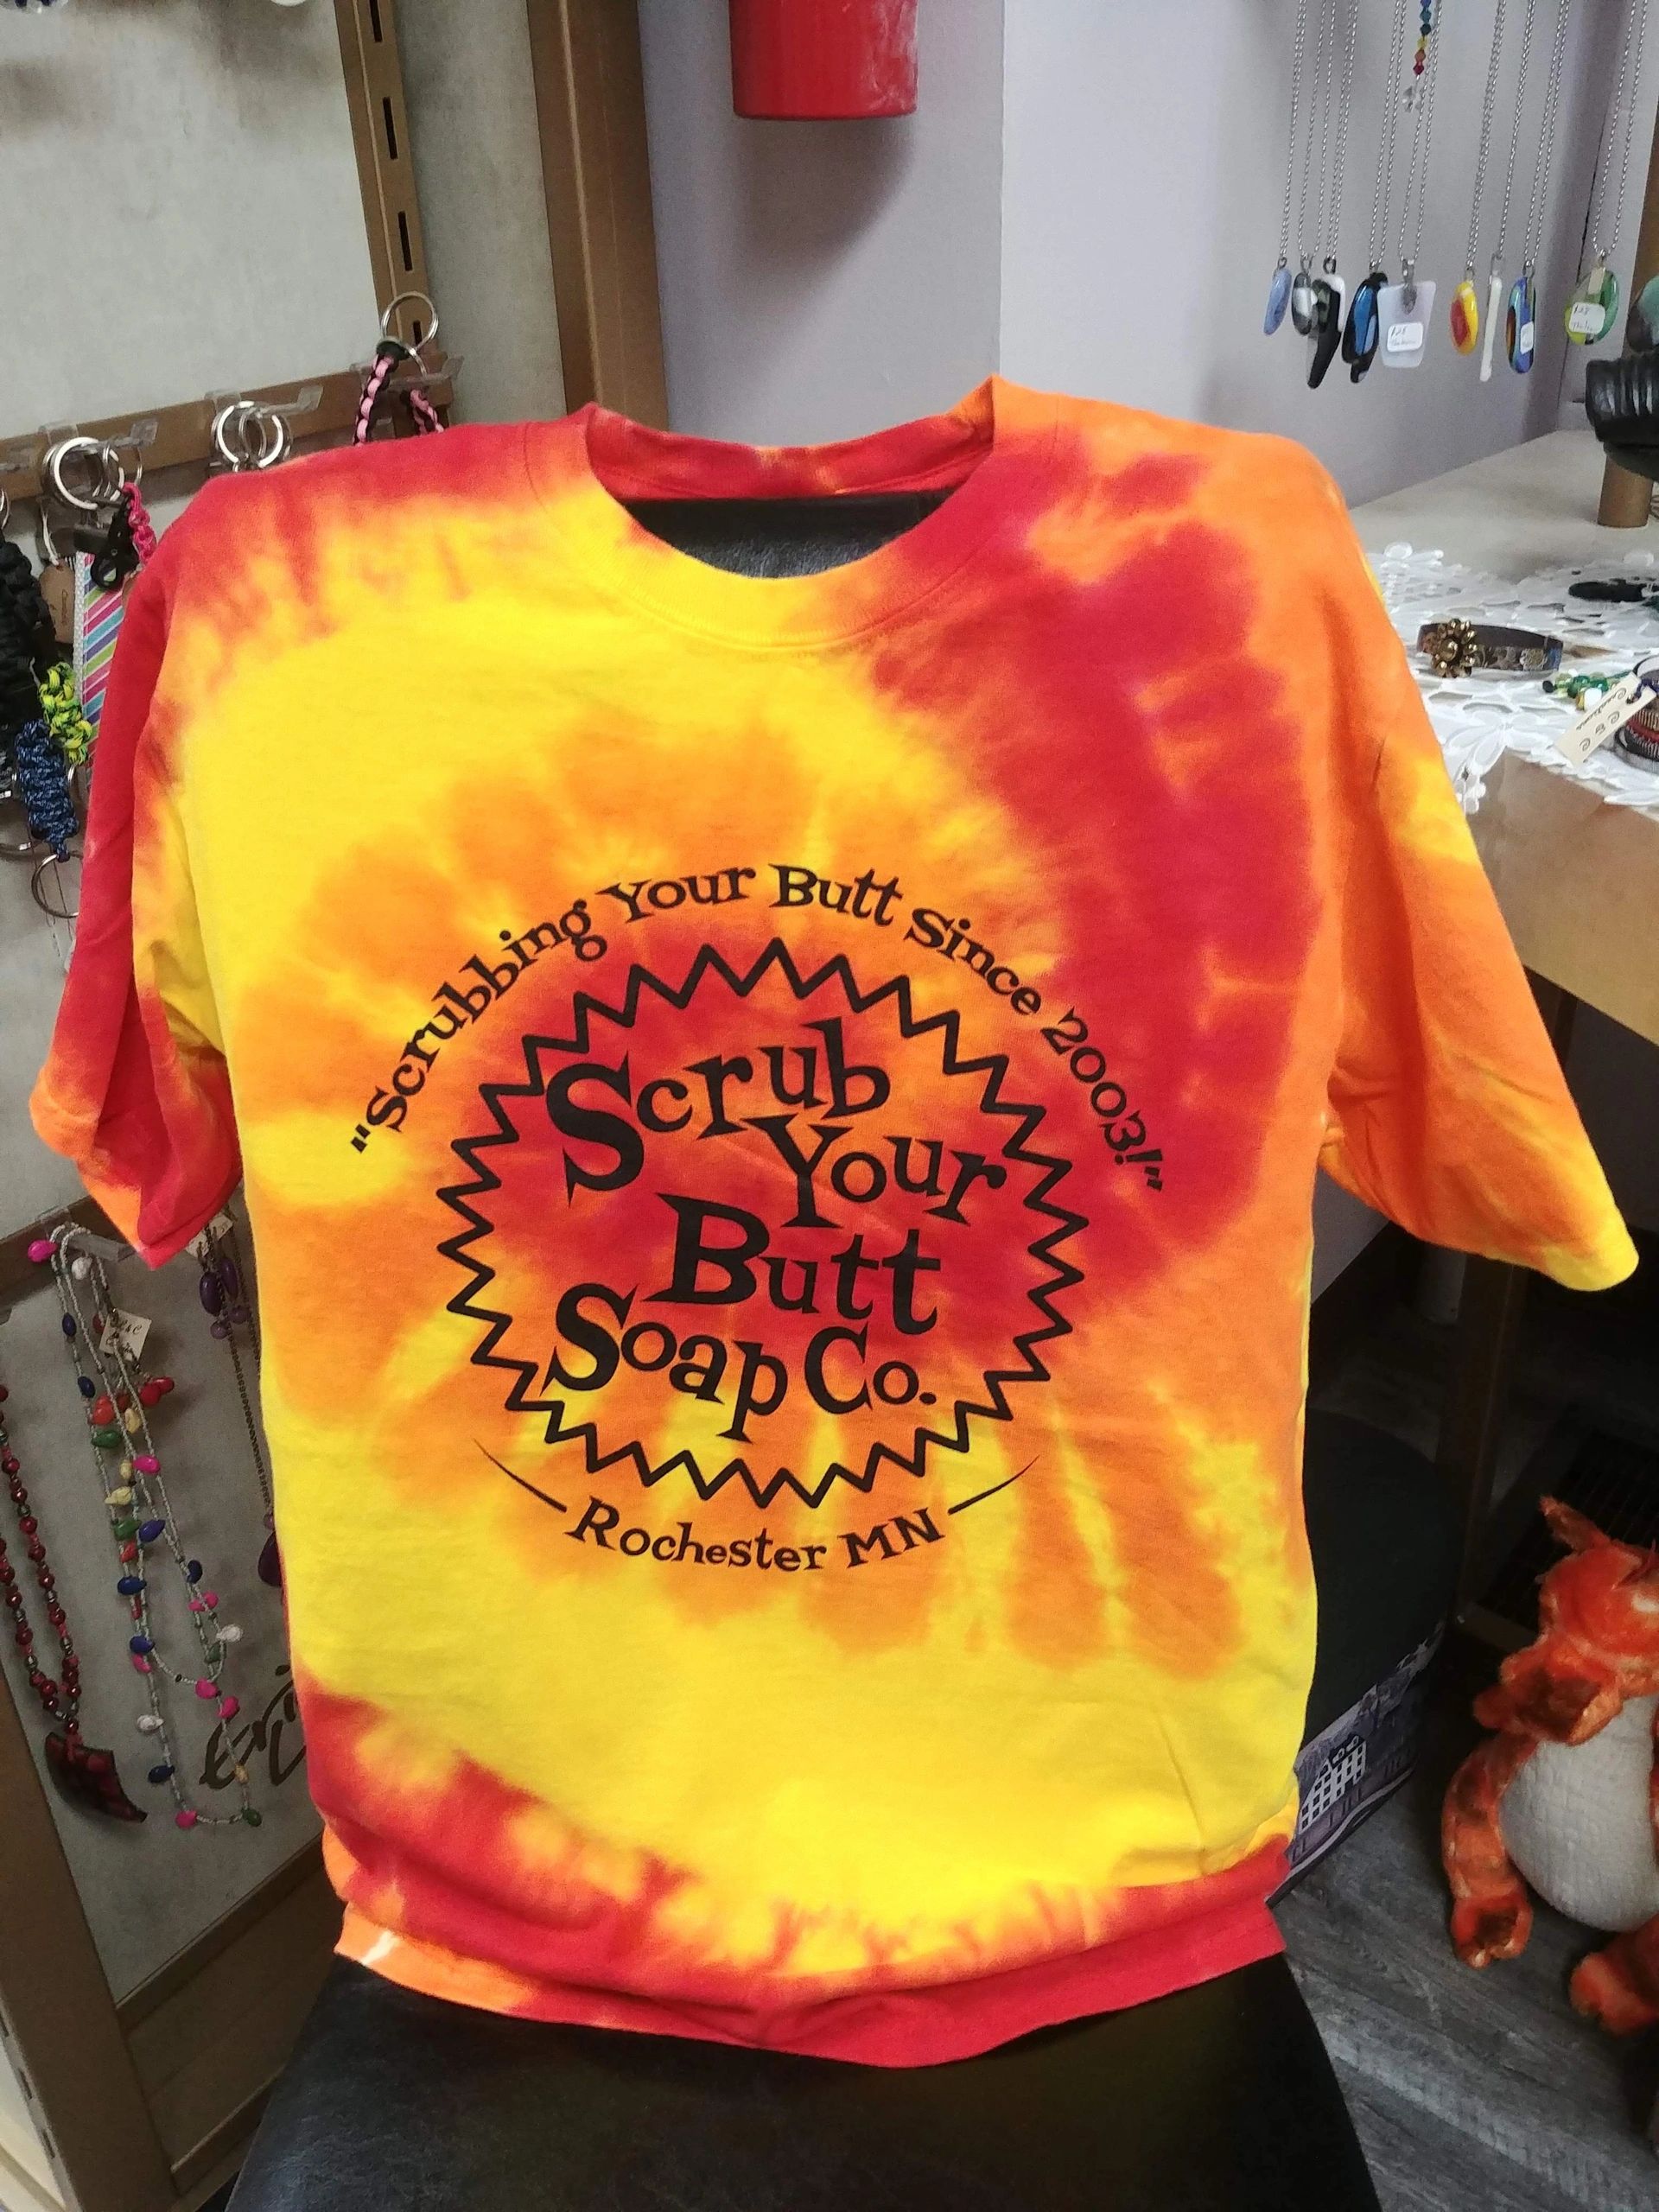 "Scrubbing Your Butt Since 2003!"
Scrub
Your
Butt
Soap Co.
Rochester MN